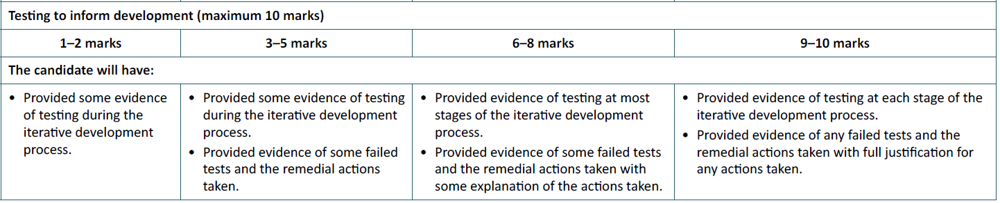 Testing to inform development (maximum 10 marks)
1–2 marks
3–5 marks
6–8 marks
9–10 marks
The candidate will have:
• Provided some evidence
of testing during the
iterative development
process.
• Provided some evidence of testing
during the iterative development
process.
• Provided evidence of some failed
tests and the remedial actions
taken.
• Provided evidence of testing at most
stages of the iterative development
process.
• Provided evidence of some failed tests
and the remedial actions taken with
some explanation of the actions taken.
• Provided evidence of testing at each stage of the
iterative development process.
• Provided evidence of any failed tests and the
remedial actions taken with full justification for
any actions taken.